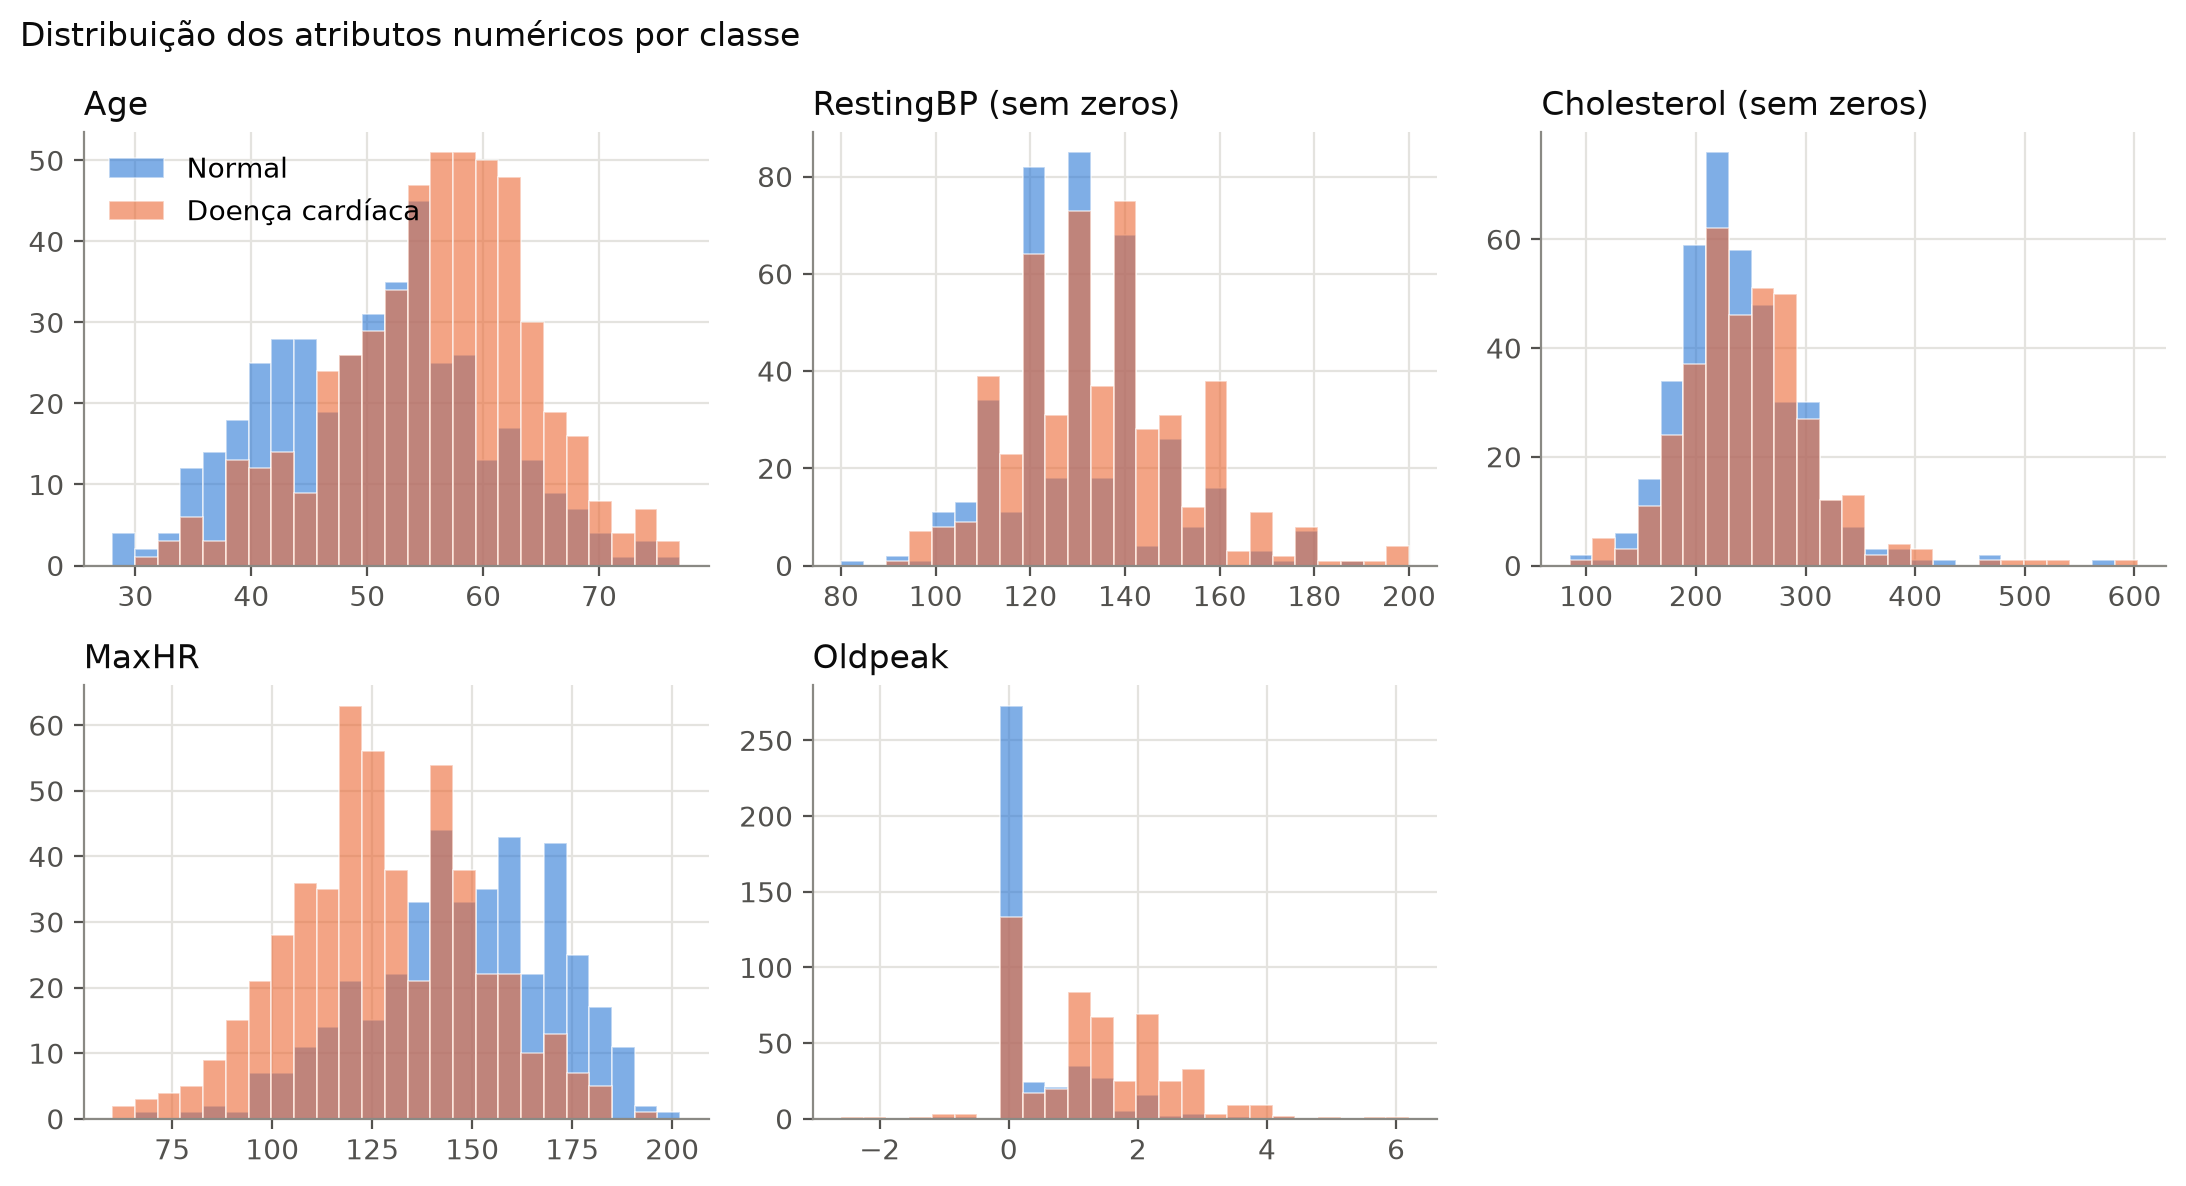 Distribuição dos atributos numéricos por classe
Age
RestingBP (sem zeros)
Cholesterol (sem zeros)
Normal
Doença cardíaca
50
40
30
20
10
0
30 40 50 60 70
80
60
40
20
0
80 100 120 140 160 180 200
60
40
20
0
100 200 300 400 500 600
MaxHR
Oldpeak
60
50
40
30
20
10
0
75 100 125 150 175 200
250
200
150
100
50
0
−2 0 2 4 6